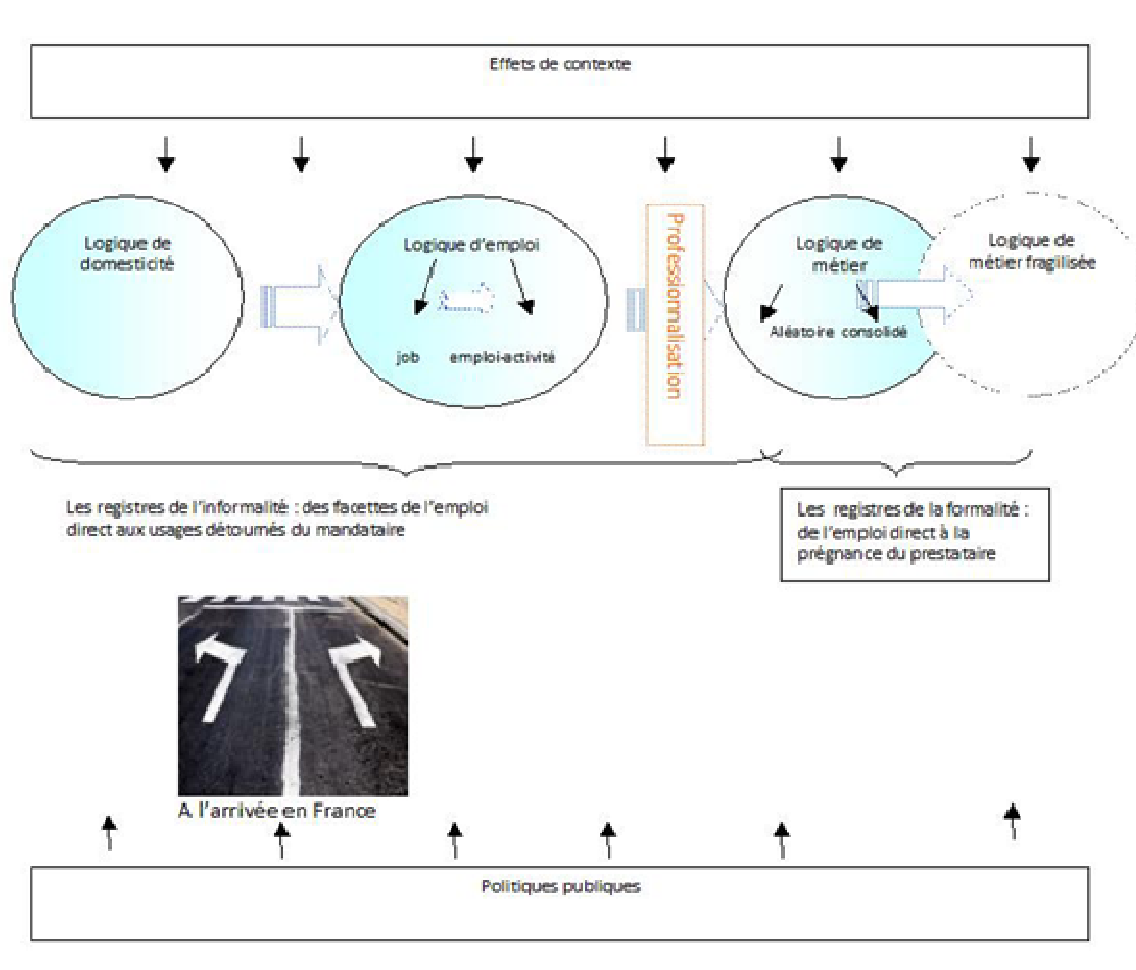 Effets de contexte
Logique de
domesticité
Logique d'emploi
job
emploi-activité
Professionnalisation
Logique de
métier
Aléatoire consolidé
Logique de
métier fragilisée
Les registres de l'informalité : des facettes de l'emploi
direct aux usages détournés du mandataire
Les registres de la formalité :
de l'emploi direct à la
prégnance du prestaitaire
A. l'arrivée en France
Politiques publiques